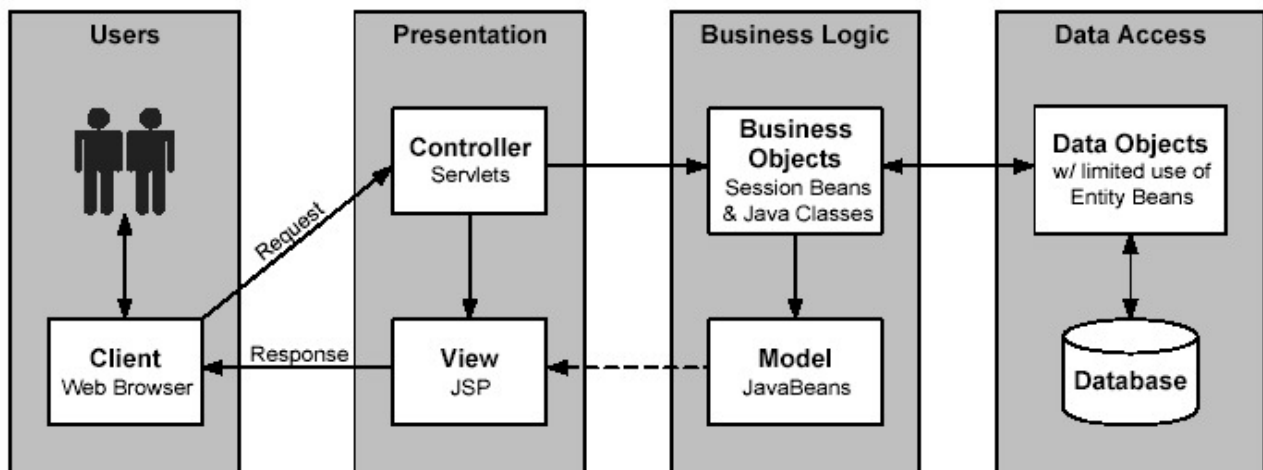 Users
Presentation
Business Logic
Data Access
Controller
Servlets
Business
Objects
Session Beans
& Java Classes
Data Objects
w/ limited use of
Entity Beans
Request
Client
Web Browser
Response
View
JSP
Model
JavaBeans
Database